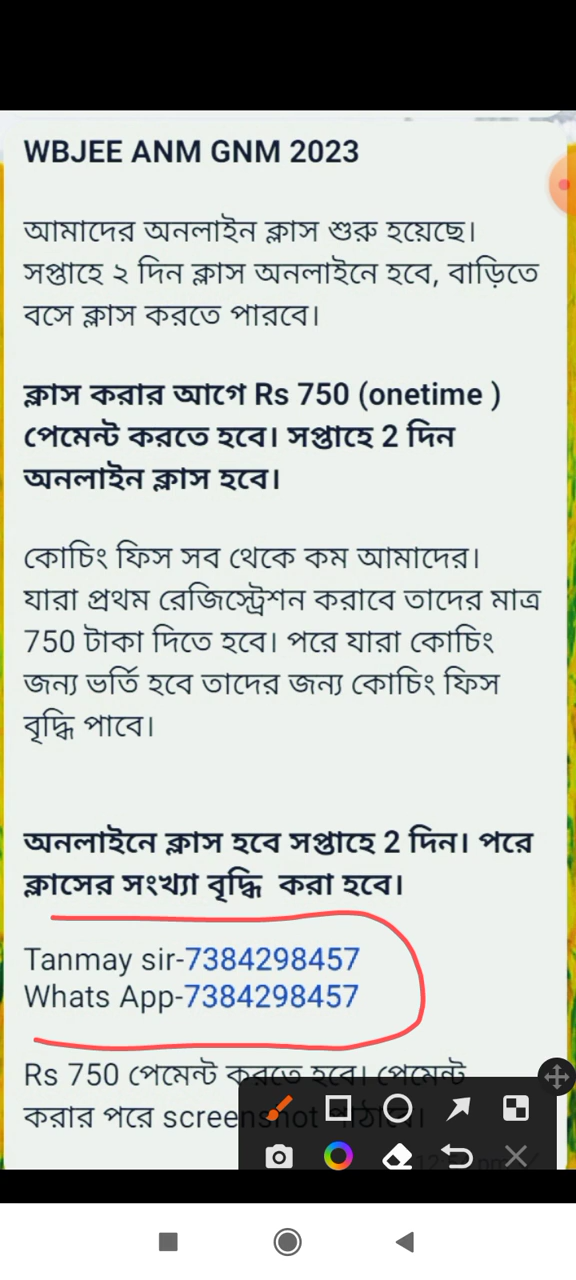 WBJEE ANM GNM 2023
আমাদের অনলাইন ক্লাস শুরু হয়েছে।
সপ্তাহে ২ দিন ক্লাস অনলাইনে হবে, বাড়িতে
বসে ক্লাস করতে পারবে।
ক্লাস করার আগে Rs 750 (onetime )
পেমেন্ট করতে হবে। সপ্তাহে 2 দিন
অনলাইন ক্লাস হবে।
কোচিং ফিস সব থেকে কম আমাদের।
যারা প্রথম রেজিস্ট্রেশন করাবে তাদের মাত্র
750 টাকা দিতে হবে। পরে যারা কোচিং
জন্য ভর্তি হবে তাদের জন্য কোচিং ফিস
বৃদ্ধি পাবে।
অনলাইনে ক্লাস হবে সপ্তাহে 2 দিন। পরে
ক্লাসের সংখ্যা বৃদ্ধি করা হবে।
Tanmay sir-7384298457
Whats App-7384298457
Rs 750 পেমেন্ট করতে হবে। পেমেন্ট
করার পরে screenshot পাঠাবে।